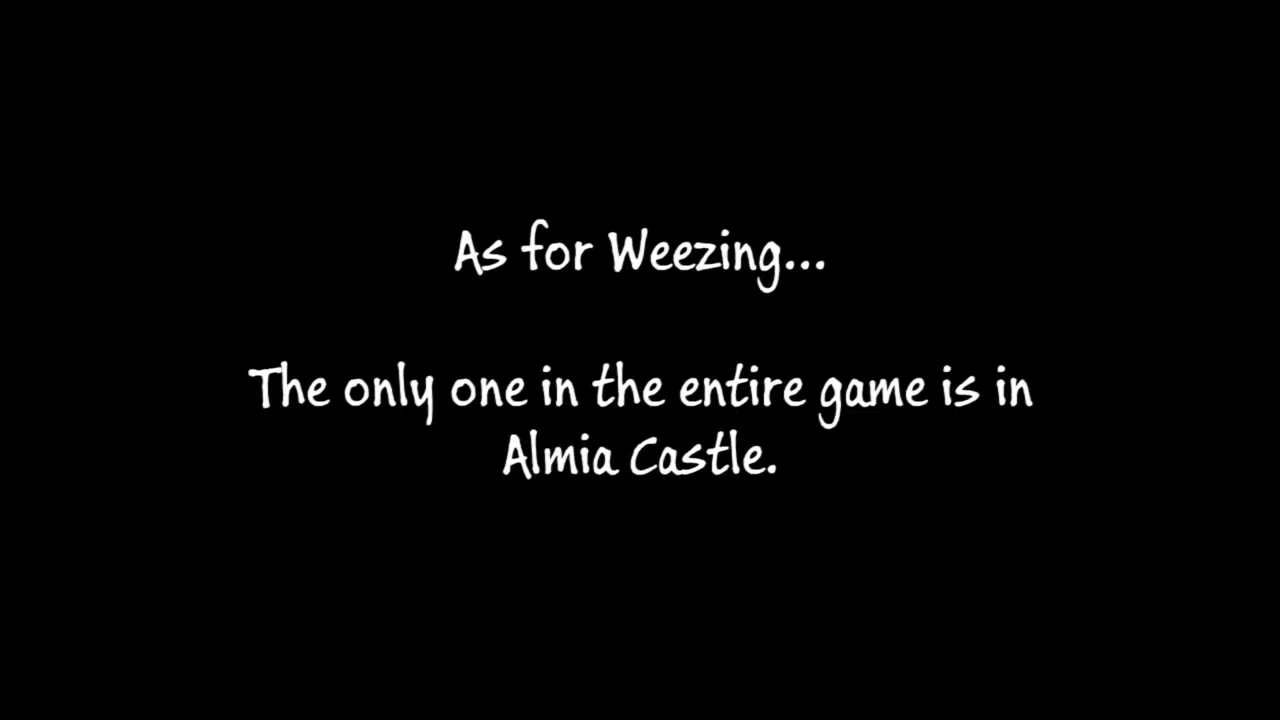 As for Weezing...
The only one in the entire game is in
Almia Castle.